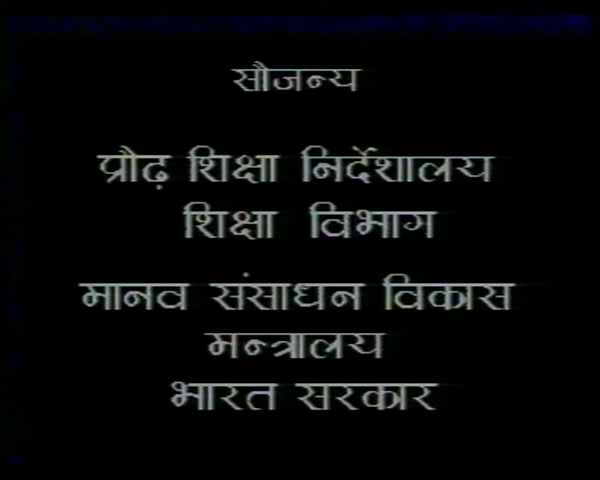 सौजन्य
प्रौढ़ शिक्षा निर्देशालय
शिक्षा विभाग
मानव संसाधन विकास
मन्त्रालय
भारत सरकार